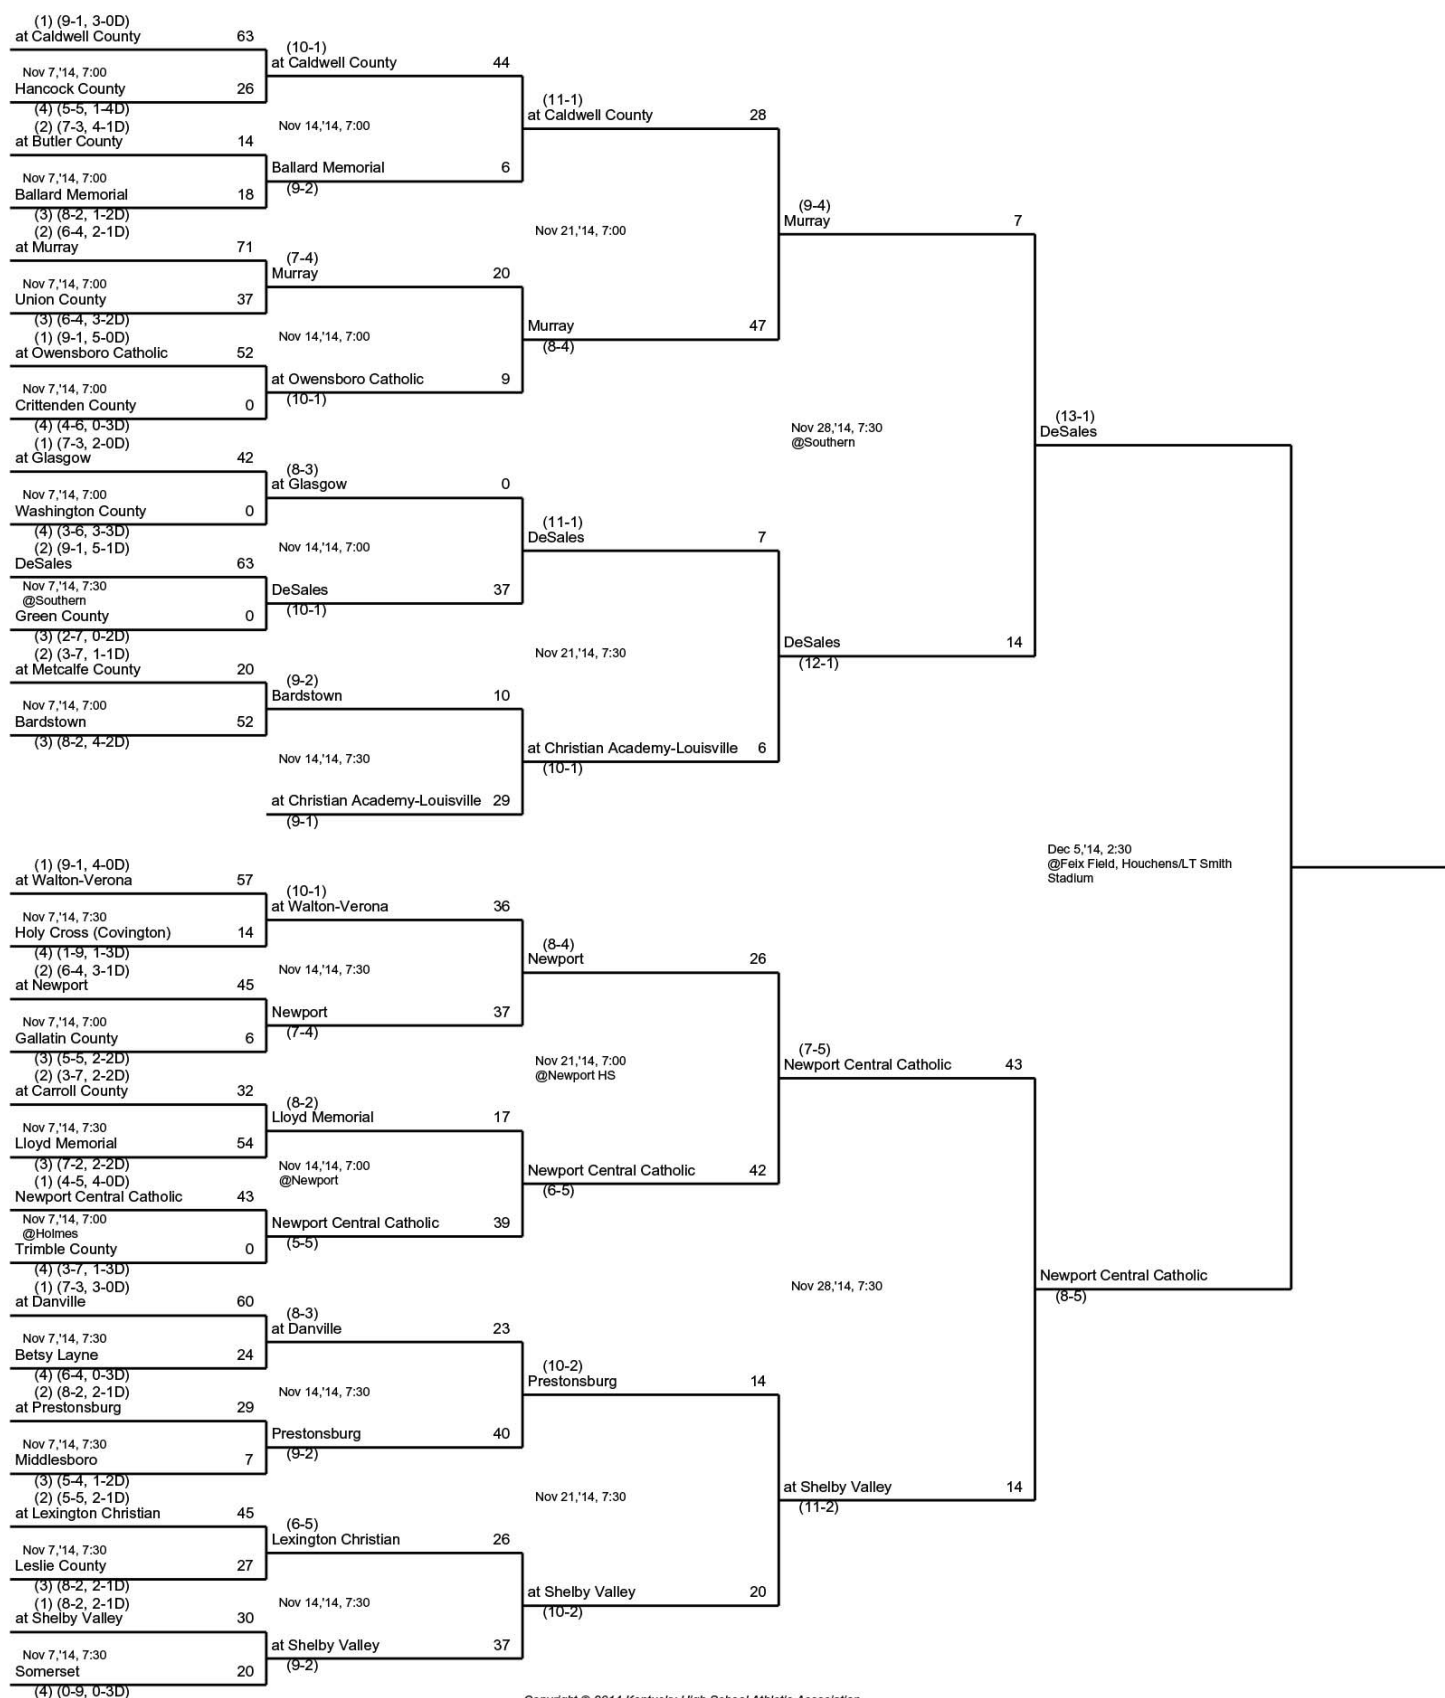 (1) (9-1, 3-0D)
at Caldwell County 63
Nov 7,'14, 7:00
Hancock County 26
(4) (5-5, 1-4D)
(2) (7-3, 4-1D)
at Butler County 14
Nov 7,'14, 7:00
Ballard Memorial 18
(3) (8-2, 1-2D)
(2) (6-4, 2-1D)
at Murray 71
Nov 7,'14, 7:00
Union County 37
(3) (6-4, 3-2D)
(1) (9-1, 5-0D)
at Owensboro Catholic 52
Nov 7,'14, 7:00
Crittenden County 0
(4) (4-6, 0-3D)
(1) (7-3, 2-0D)
at Glasgow 42
Nov 7,'14, 7:00
Washington County 0
(4) (3-6, 3-3D)
(2) (9-1, 5-1D)
DeSales 63
Nov 7,'14, 7:30
@Southern
Green County 0
(3) (2-7, 0-2D)
(2) (3-7, 1-1D)
at Metcalfe County 20
Nov 7,'14, 7:00
Bardstown 52
(3) (8-2, 4-2D)
(1) (9-1, 4-0D)
at Walton-Verona 57
Nov 7,'14, 7:30
Holy Cross (Covington) 14
(4) (1-9, 1-3D)
(2) (6-4, 3-1D)
at Newport 45
Nov 7,'14, 7:00
Gallatin County 6
(3) (5-5, 2-2D)
(2) (3-7, 2-2D)
at Carroll County 32
Nov 7,'14, 7:30
Lloyd Memorial 54
(3) (7-2, 2-2D)
(1) (4-5, 4-0D)
Newport Central Catholic 43
Nov 7,'14, 7:00
@Holmes
Trimble County 0
(4) (3-7, 1-3D)
(1) (7-3, 3-0D)
at Danville 60
Nov 7,'14, 7:30
Betsy Layne 24
(4) (6-4, 0-3D)
(2) (8-2, 2-1D)
at Prestonsburg 29
Nov 7,'14, 7:30
Middlesboro 7
(3) (5-4, 1-2D)
(2) (5-5, 2-1D)
at Lexington Christian 45
Nov 7,'14, 7:30
Leslie County 27
(3) (8-2, 2-1D)
(1) (8-2, 2-1D)
at Shelby Valley 30
Nov 7,'14, 7:30
Somerset 20
(4) (0-9, 0-3D)
(10-1)
at Caldwell County 44
Nov 14,'14, 7:00
Ballard Memorial 6
(9-2)
(7-4)
Murray 20
Nov 14,'14, 7:00
at Owensboro Catholic 9
(10-1)
(8-3)
at Glasgow 0
Nov 14,'14, 7:00
DeSales 37
(10-1)
(9-2)
Bardstown 10
Nov 14,'14, 7:30
at Christian Academy-Louisville 29
(9-1)
(10-1)
at Walton-Verona 36
Nov 14,'14, 7:30
Newport 37
(7-4)
(8-2)
Lloyd Memorial 17
Nov 14,'14, 7:00
@Newport
Newport Central Catholic 39
(5-5)
(8-3)
at Danville 23
Nov 14,'14, 7:30
Prestonsburg 40
(9-2)
(6-5)
Lexington Christian 26
Nov 14,'14, 7:30
at Shelby Valley 37
(9-2)
(11-1)
at Caldwell County 28
Nov 21,'14, 7:00
Murray 47
(8-4)
(11-1)
DeSales 7
Nov 21,'14, 7:30
at Christian Academy-Louisville 6
(10-1)
(8-4)
Newport 26
Nov 21,'14, 7:00
@Newport HS
Newport Central Catholic 42
(6-5)
(10-2)
Prestonsburg 14
Nov 21,'14, 7:30
at Shelby Valley 20
(10-2)
(9-4)
Murray 7
Nov 28,'14, 7:30
@Southern
DeSales 14
(12-1)
(7-5)
Newport Central Catholic 43
Nov 28,'14, 7:30
at Shelby Valley 14
(11-2)
(13-1)
DeSales
Dec 5,'14, 2:30
@Feix Field, Houchens/LT Smith
Stadium
Newport Central Catholic
(8-5)
Copyright © 2014 Kentucky High School Athletic Association